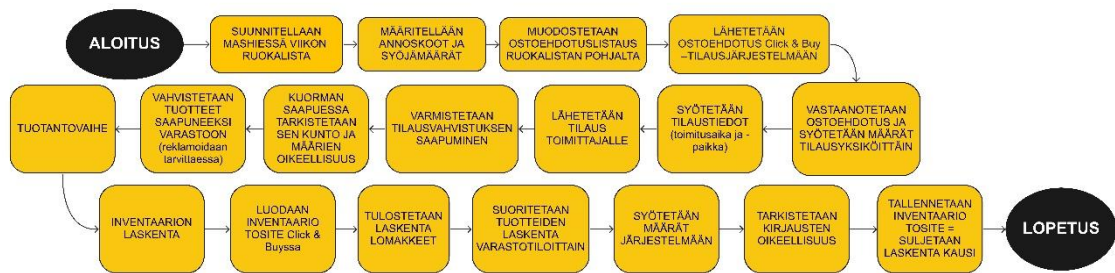 ALOITUS
SUUNNITELLAAN
MASHIESSÄ VIIKON
RUOKALISTA
MÄÄRITELLÄÄN
ANNOSKOOT JA
SYÖJÄMÄÄRÄT
MUODOSTETAAN
OSTOEHDOTUSLISTAUS
RUOKALISTAN POHJALTA
LÄHETETÄÄN
OSTOEHDOTUS Click & Buy
–TILAUSJÄRJESTELMÄÄN
VASTAANOTETAAN
OSTOEHDOTUS JA
SYÖTETÄÄN MÄÄRÄT
TILAUSYKSIKÖITTÄIN
SYÖTETÄÄN
TILAUSTIEDOT
(toimitusaika ja -
paikka)
LÄHETETÄÄN
TILAUS
TOIMITTAJALLE
VARMISTETAAN
TILAUSVAHVISTUKSEN
SAAPUMINEN
KUORMAN
SAAPUESSA
TARKISTETAAN
SEN KUNTO JA
MÄÄRIEN OIKEELLISUUS
VAHVISTETAAN
TUOTTEET
SAAPUNEEKSI
VARASTOON
(reklamoidaan
tarvittaessa)
TUOTANTOVAIHE
INVENTAARION
LASKENTA
LUODAAN
INVENTAARIO
TOSITE Click &
Buyssa
TULOSTETAAN
LASKENTA
LOMAKKEET
SUORITETAAN
TUOTTEIDEN
LASKENTA
VARASTOTILOITTAIN
SYÖTETÄÄN
MÄÄRÄT
JÄRJESTELMÄÄN
TARKISTETAAN
KIRJAUSTEN
OIKEELLISUUS
TALLENNETAAN
INVENTAARIO
TOSITE =
SULJETAAN
LASKENTA KAUSI
LOPETUS